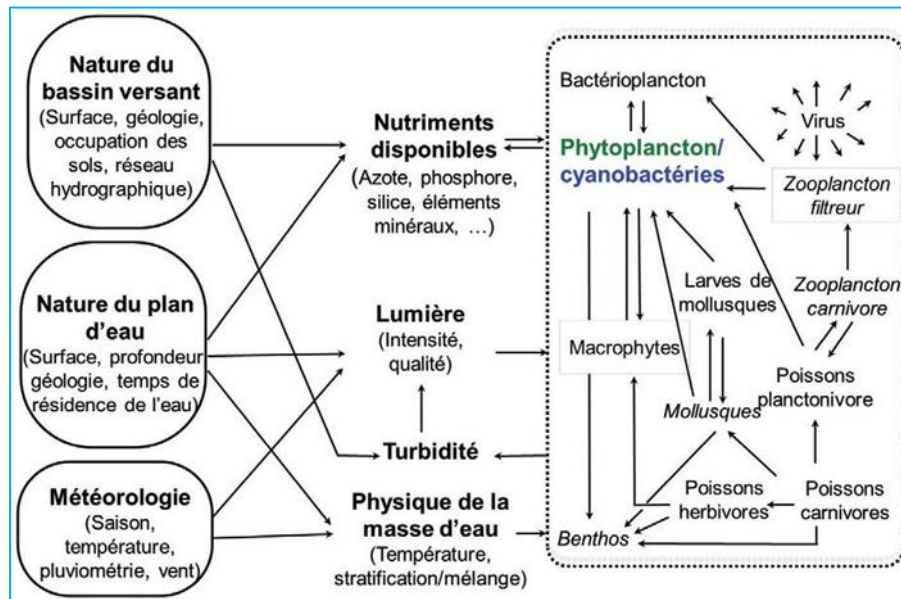 Nature du
bassin versant
(Surface, géologie,
occupation des
sols, réseau
hydrographique)
Nature du plan
d'eau
(Surface, profondeur
géologie, temps de
résidence de l'eau)
Météorologie
(Saison,
température,
pluviométrie, vent)
Nutriments
disponibles
(Azote, phosphore,
silice, éléments
minéraux, ...)
Lumière
(Intensité,
qualité)
Turbidité
Physique de la
masse d'eau
(Température,
stratification/mélange)
Bactérioplancton
Virus
Phytoplancton/
cyanobactéries
Zooplancton
filtreur
Larves de
mollusques
Zooplancton
carnivore
Macrophytes
Mollusques
Poissons
planctonivore
Poissons
herbivores
Poissons
carnivores
Benthos